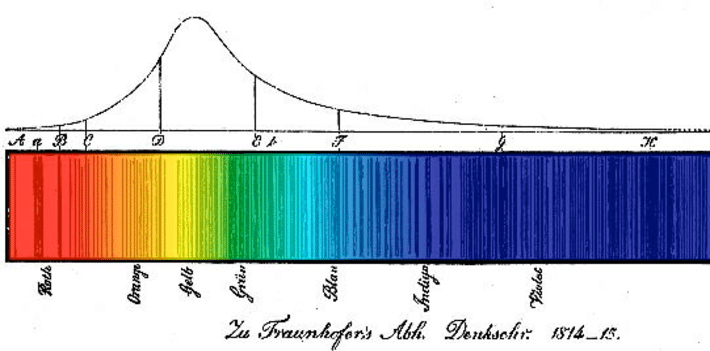 A a B C D E b F G H
Roth Orange Gelb Grün Blau Indigo Violet
Zu Fraunhofer's Abh. Denkschr. 1814_15.